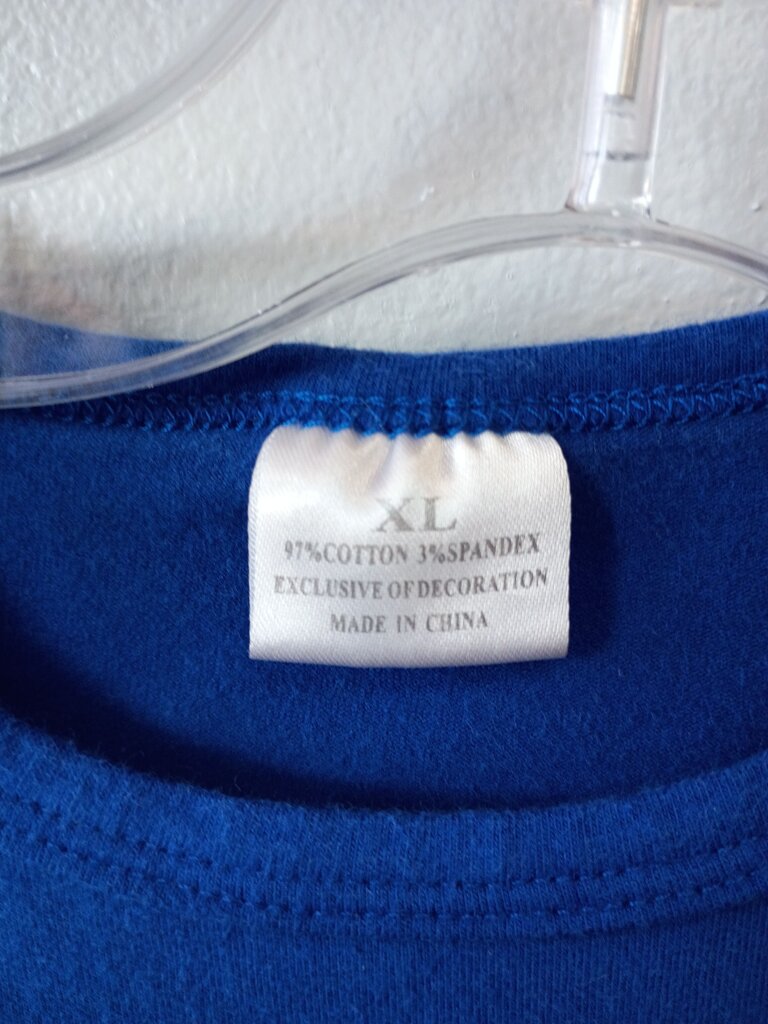 XL
97%COTTON 3%SPANDEX
EXCLUSIVE OF DECORATION
MADE IN CHINA